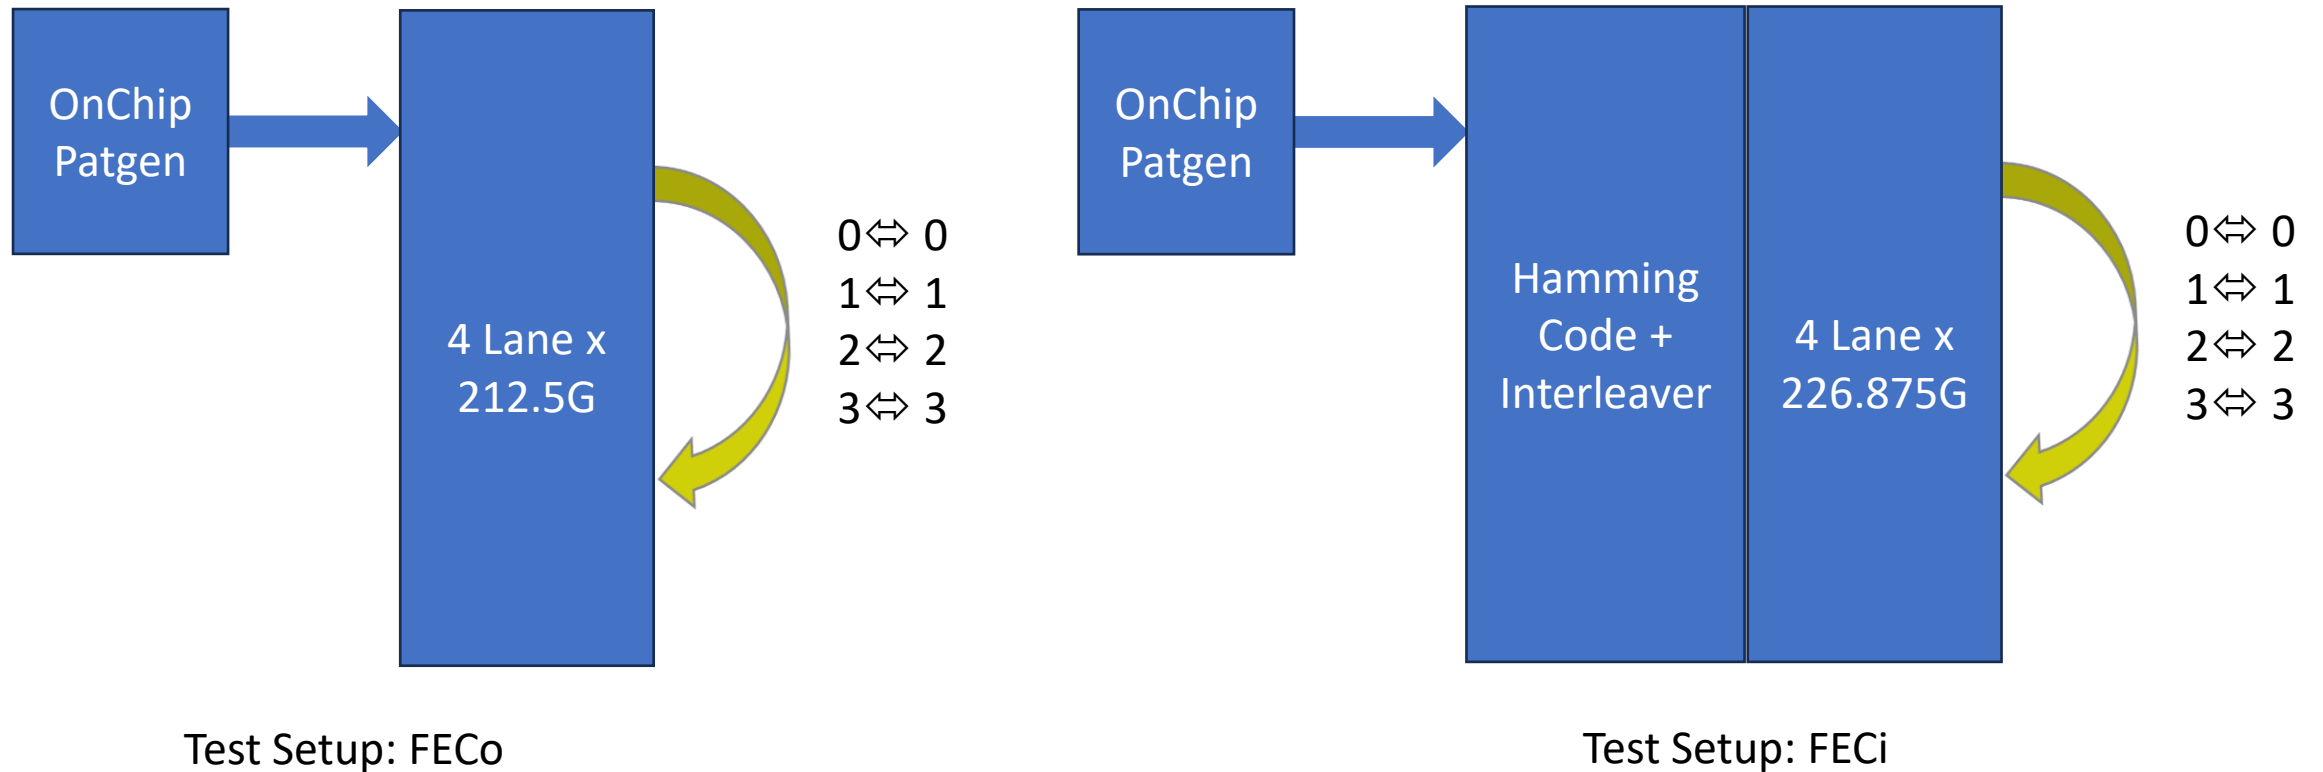 OnChip
Patgen
4 Lane x
212.5G
0⬄ 0
1⬄ 1
2⬄ 2
3⬄ 3
Test Setup: FECo
OnChip
Patgen
Hamming
Code +
Interleaver
4 Lane x
226.875G
0⬄ 0
1⬄ 1
2⬄ 2
3⬄ 3
Test Setup: FECi